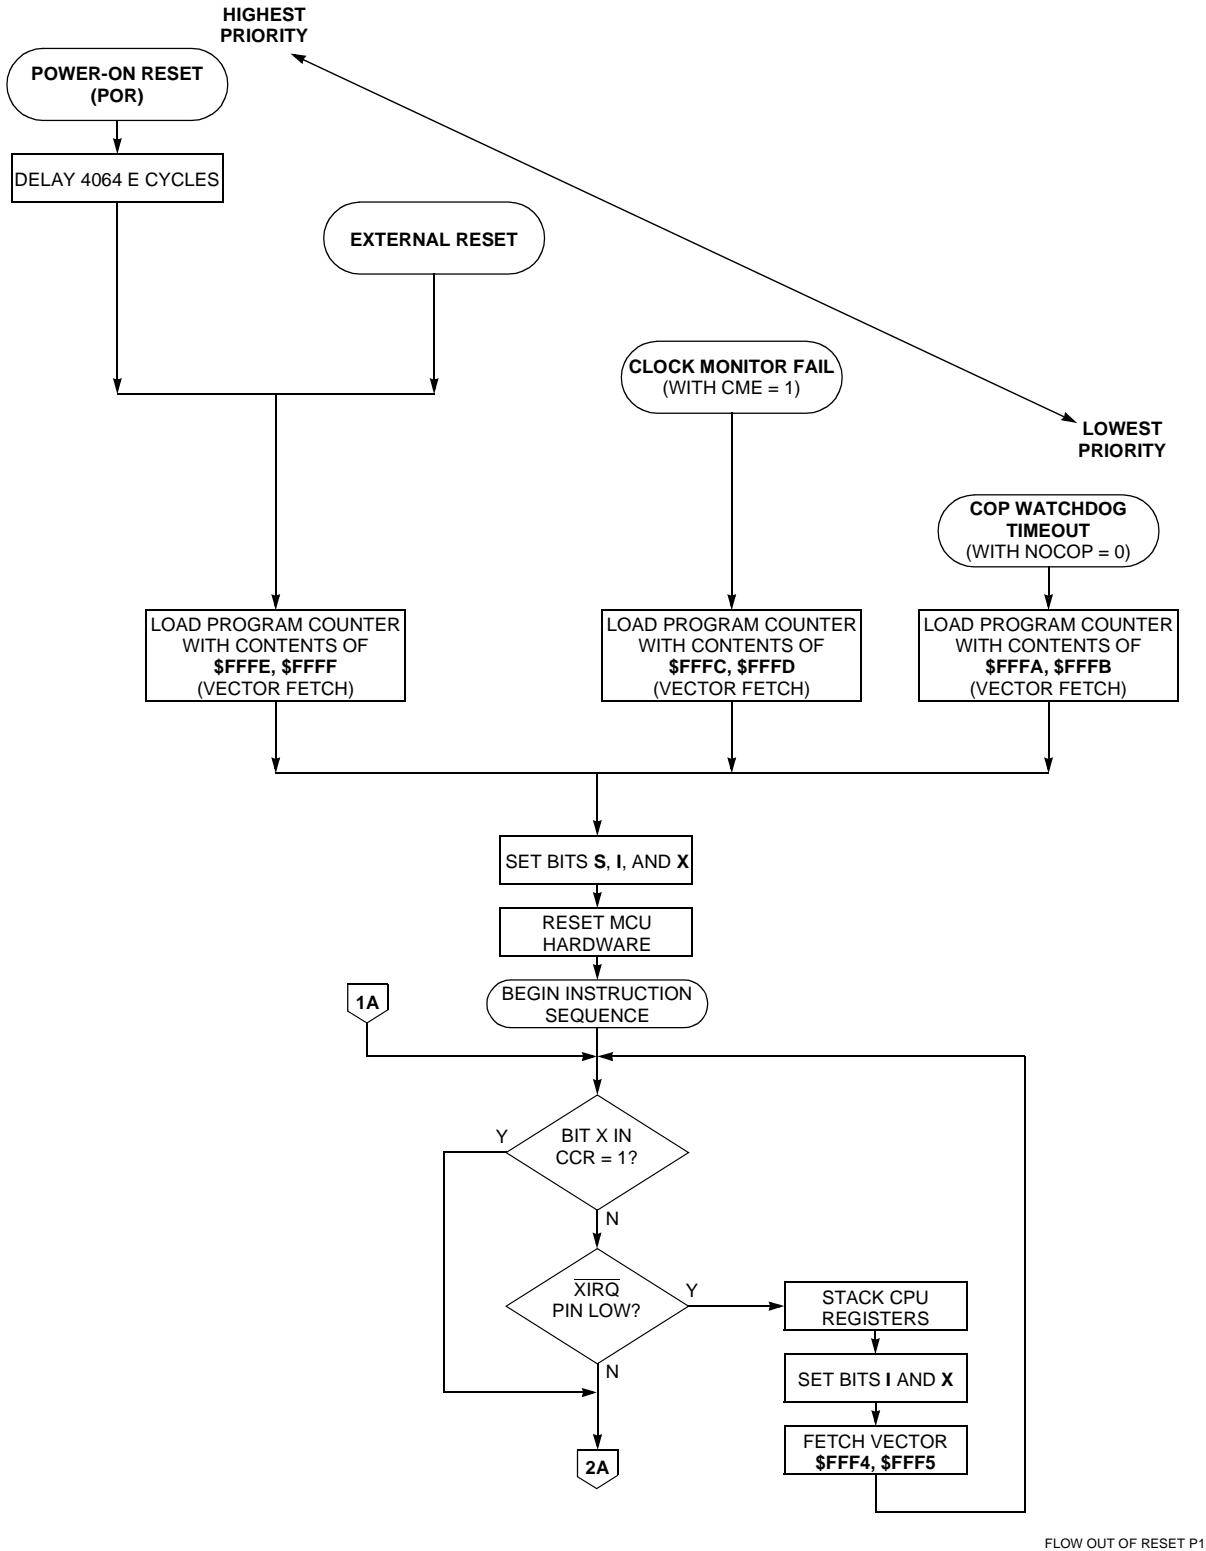 HIGHEST
PRIORITY
POWER-ON RESET
(POR)
DELAY 4064 E CYCLES
EXTERNAL RESET
CLOCK MONITOR FAIL
(WITH CME = 1)
LOWEST
PRIORITY
COP WATCHDOG
TIMEOUT
(WITH NOCOP = 0)
LOAD PROGRAM COUNTER
WITH CONTENTS OF
$FFFE, $FFFF
(VECTOR FETCH)
LOAD PROGRAM COUNTER
WITH CONTENTS OF
$FFFC, $FFFD
(VECTOR FETCH)
LOAD PROGRAM COUNTER
WITH CONTENTS OF
$FFFA, $FFFB
(VECTOR FETCH)
SET BITS S, I, AND X
RESET MCU
HARDWARE
BEGIN INSTRUCTION
SEQUENCE
1A
BIT X IN
CCR = 1?
Y
N
XIRQ
PIN LOW?
Y
N
STACK CPU
REGISTERS
SET BITS I AND X
FETCH VECTOR
$FFF4, $FFF5
2A
FLOW OUT OF RESET P1